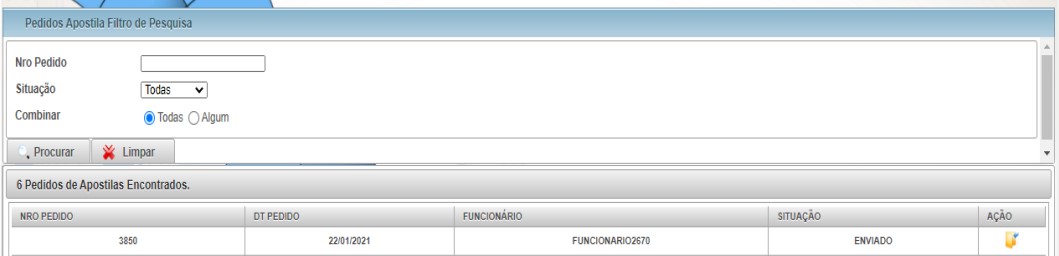 Pedidos Apostila Filtro de Pesquisa
Nro Pedido
Situação Todas
Combinar Todas Algum
Procurar Limpar
6 Pedidos de Apostilas Encontrados.
NRO PEDIDO DT PEDIDO FUNCIONÁRIO SITUAÇÃO AÇÃO
3850 22/01/2021 FUNCIONARIO2670 ENVIADO